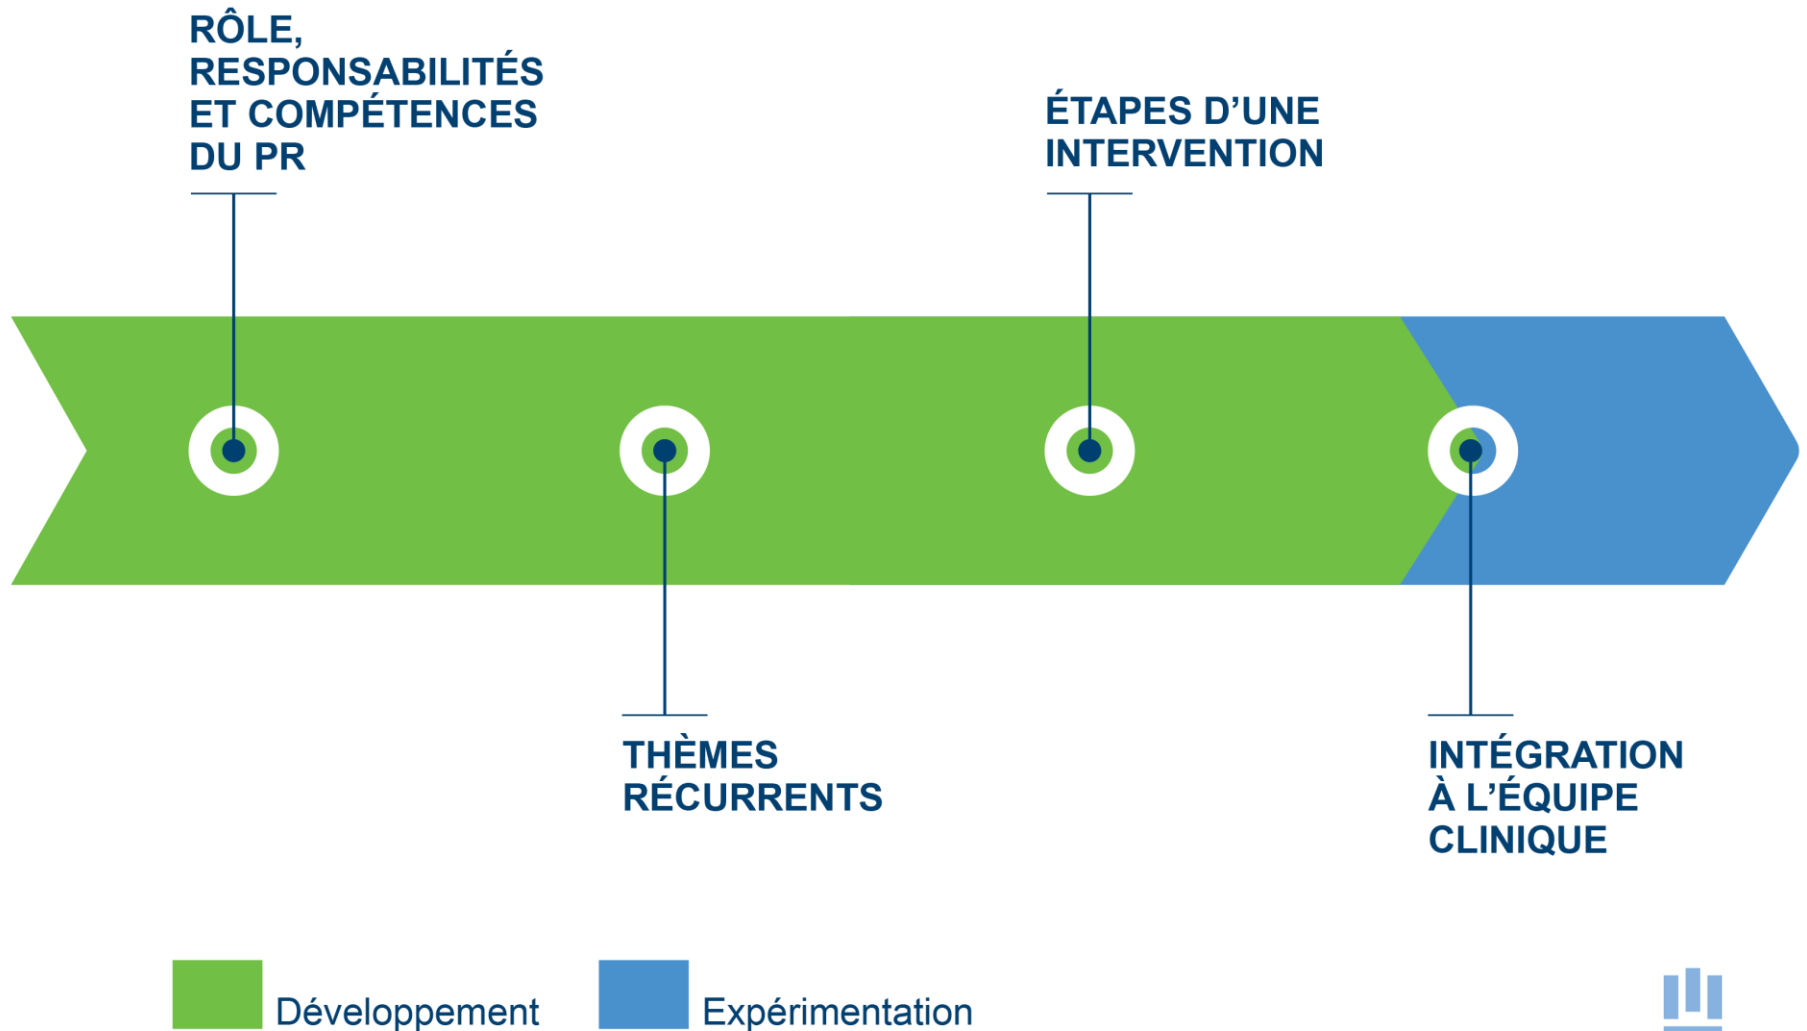 RÔLE,
RESPONSABILITÉS
ET COMPÉTENCES
DU PR
ÉTAPES D’UNE
INTERVENTION
THÈMES
RÉCURRENTS
INTÉGRATION
À L’ÉQUIPE
CLINIQUE
Développement
Expérimentation